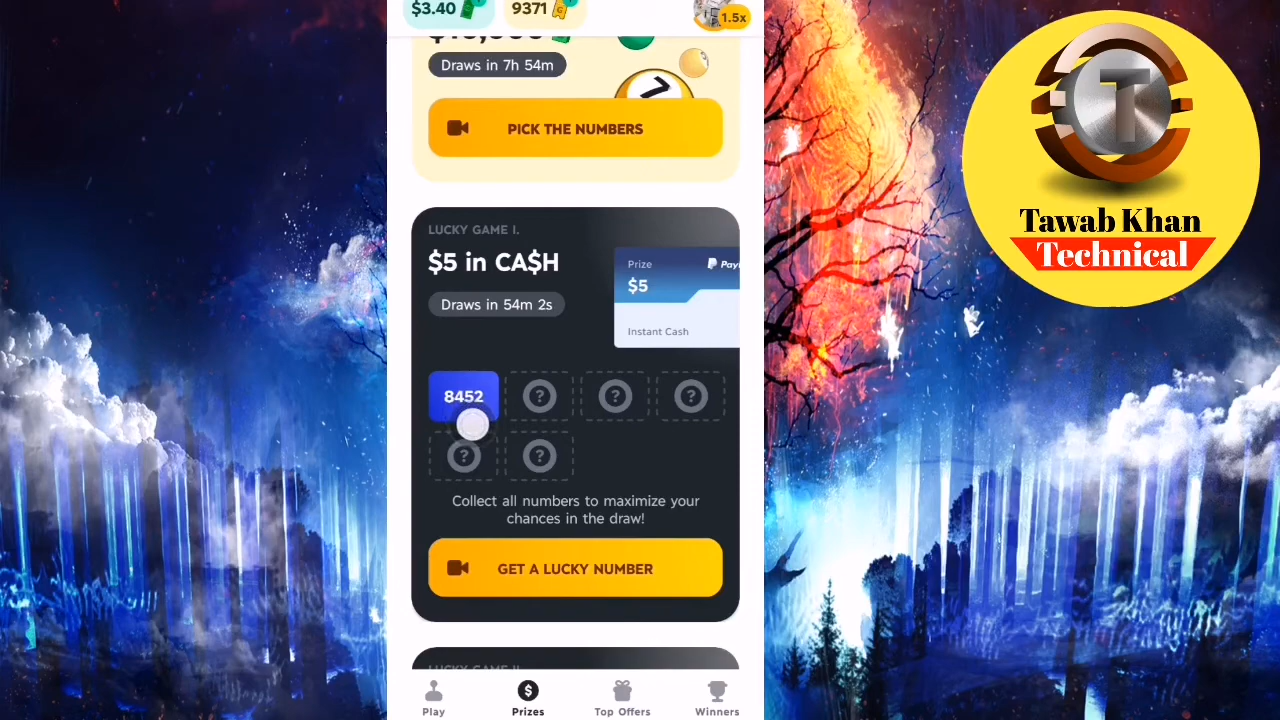 $3.40
9371
1.5x
Draws in 7h 54m
PICK THE NUMBERS
LUCKY GAME I.
$5 in CA$H
Draws in 54m 2s
Prize
$5
Instant Cash
8452
Collect all numbers to maximize your
chances in the draw!
GET A LUCKY NUMBER
Play
Prizes
Top Offers
Winners
T
Tawab Khan
Technical